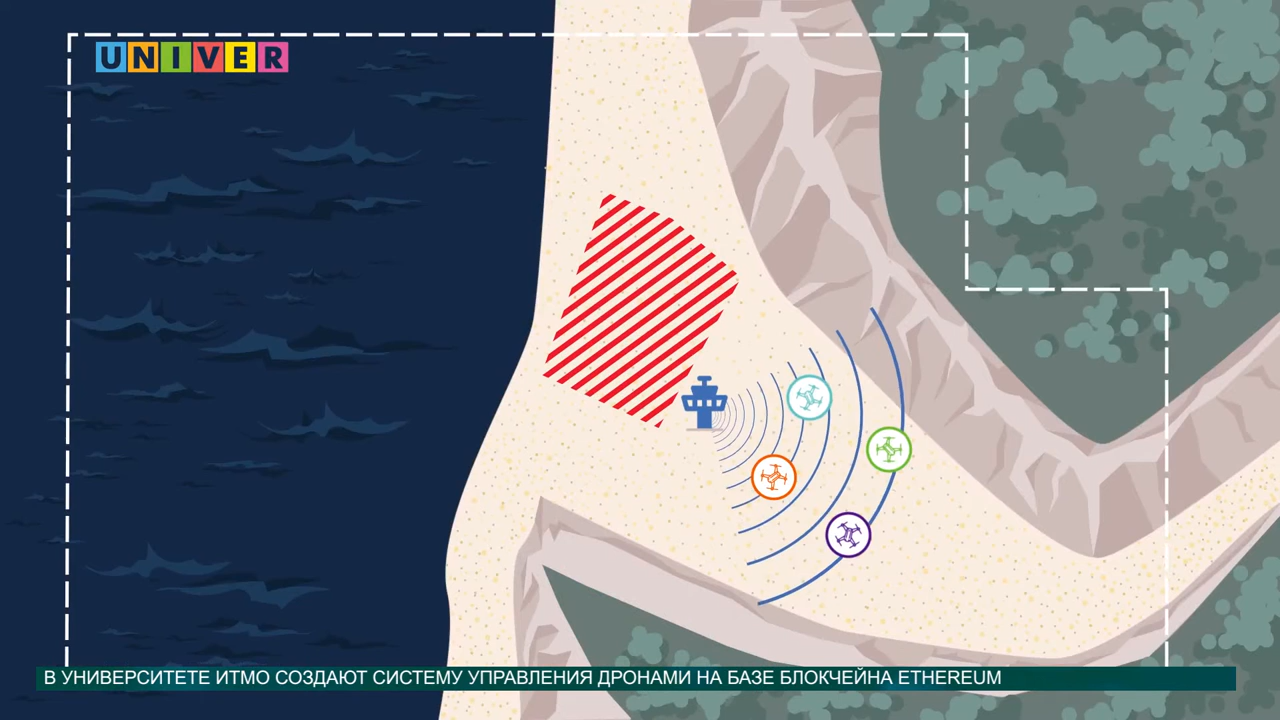 UNIVER
В УНИВЕРСИТЕТЕ ИТМО СОЗДАЮТ СИСТЕМУ УПРАВЛЕНИЯ ДРОНАМИ НА БАЗЕ БЛОКЧЕЙНА ETHEREUM